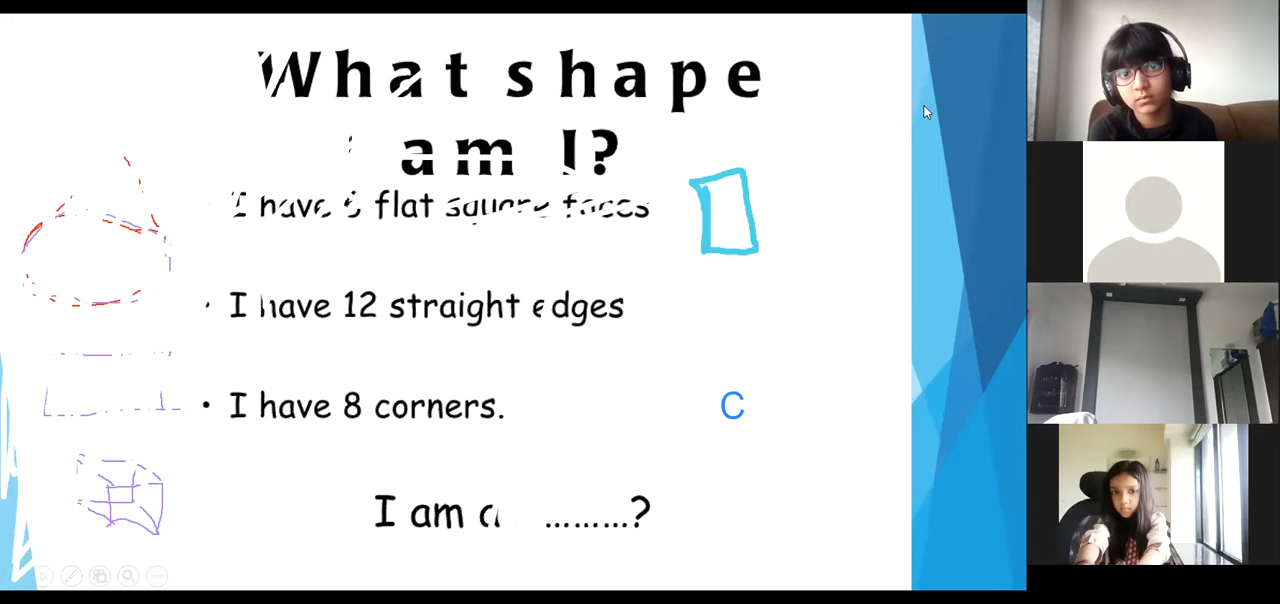 What shape
am I?
I have 6 flat square faces
• I have 12 straight edges
• I have 8 corners.
C
I am a ………?